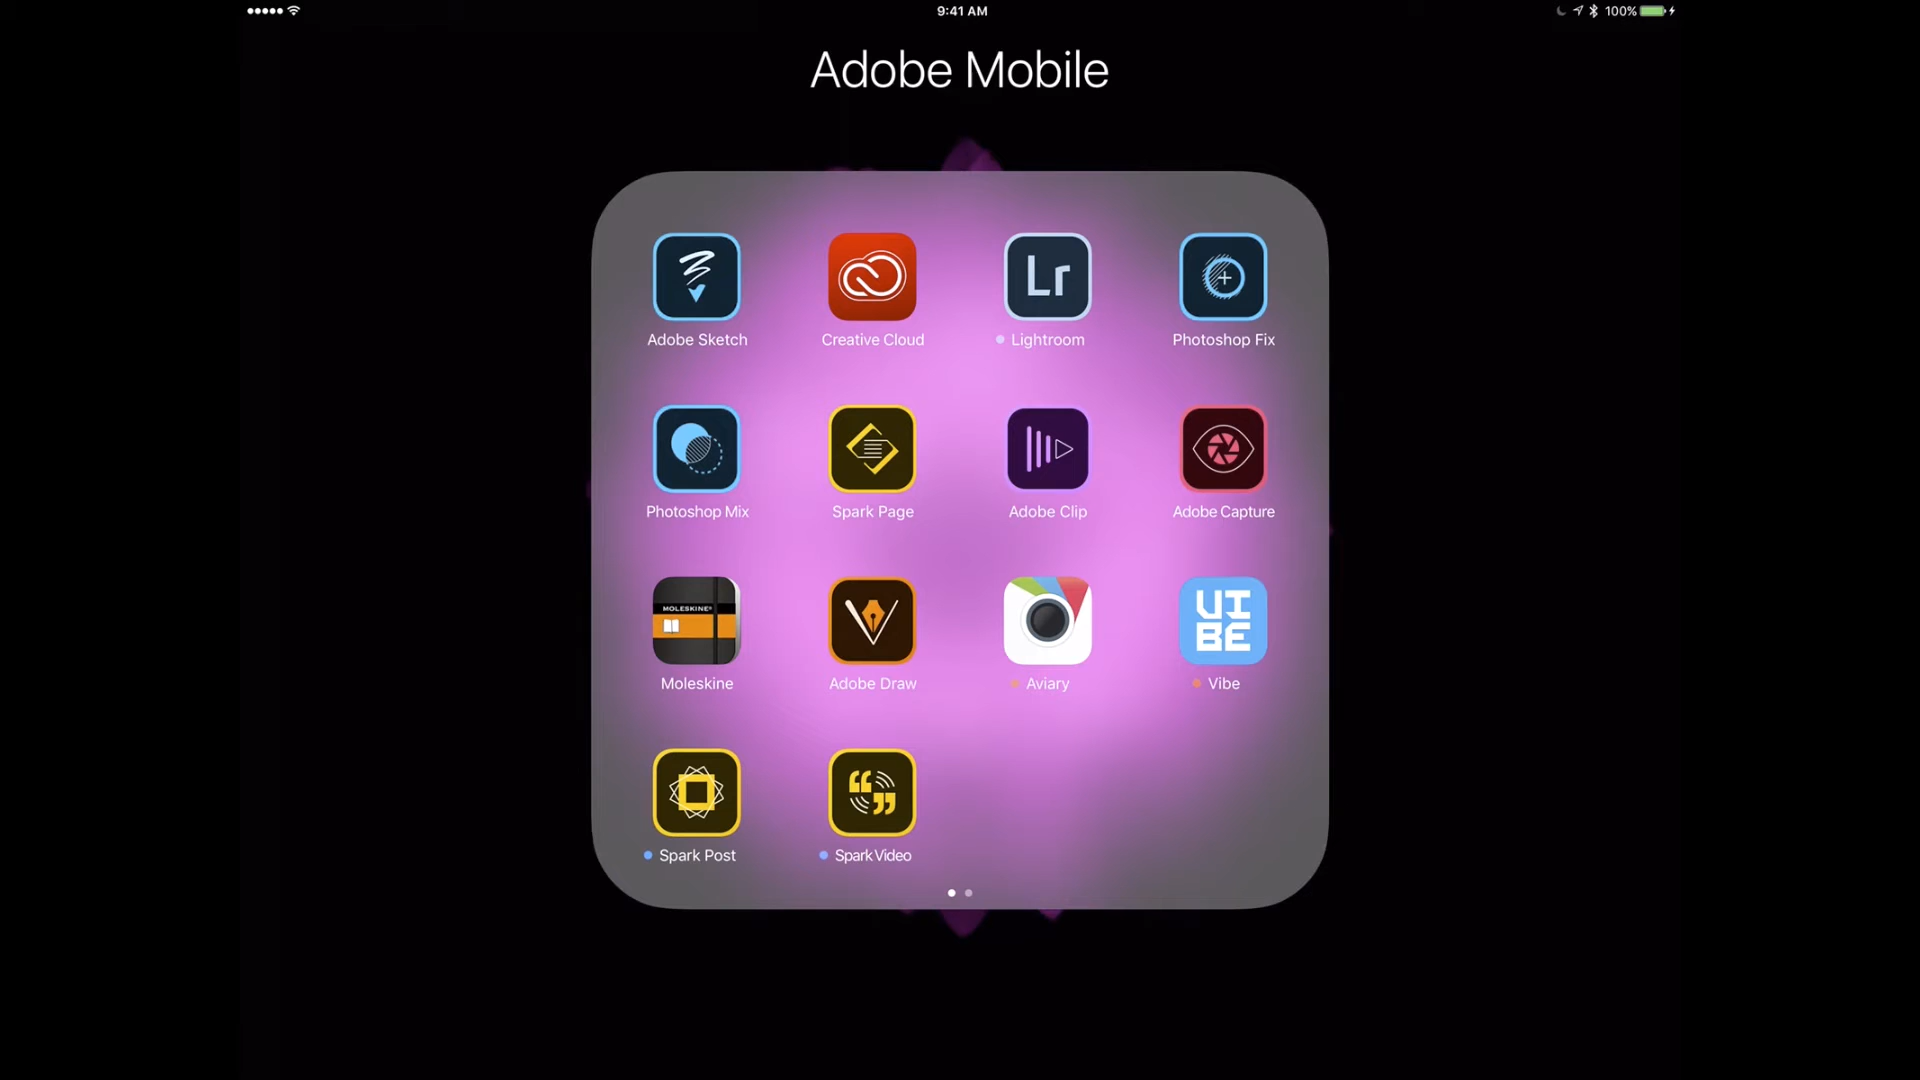 9:41 AM
100%
Adobe Mobile
Lr
Adobe Sketch
Creative Cloud
Lightroom
Photoshop Fix
Photoshop Mix
Spark Page
Adobe Clip
Adobe Capture
MOLESKINE®
VIBE
Moleskine
Adobe Draw
Aviary
Vibe
Spark Post
Spark Video